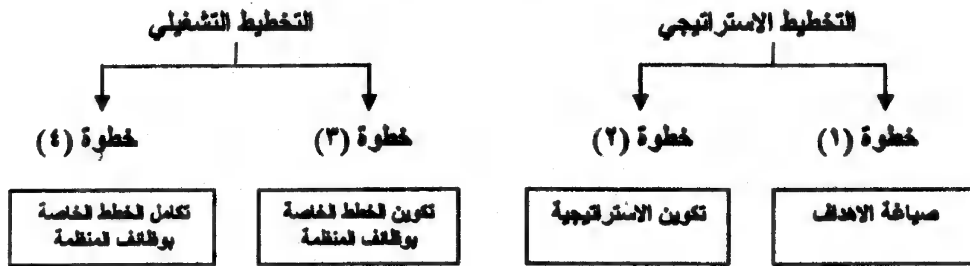 التخطيط الاستراتيجي
التخطيط التشغيلي
خطوة (١)
خطوة (٢)
خطوة (٣)
خطوة (٤)
صياغة الاهداف
تكوين الاستراتيجية
تكوين الخطط الخاصة
بوظائف المنظمة
تكامل الخطط الخاصة
بوظائف المنظمة